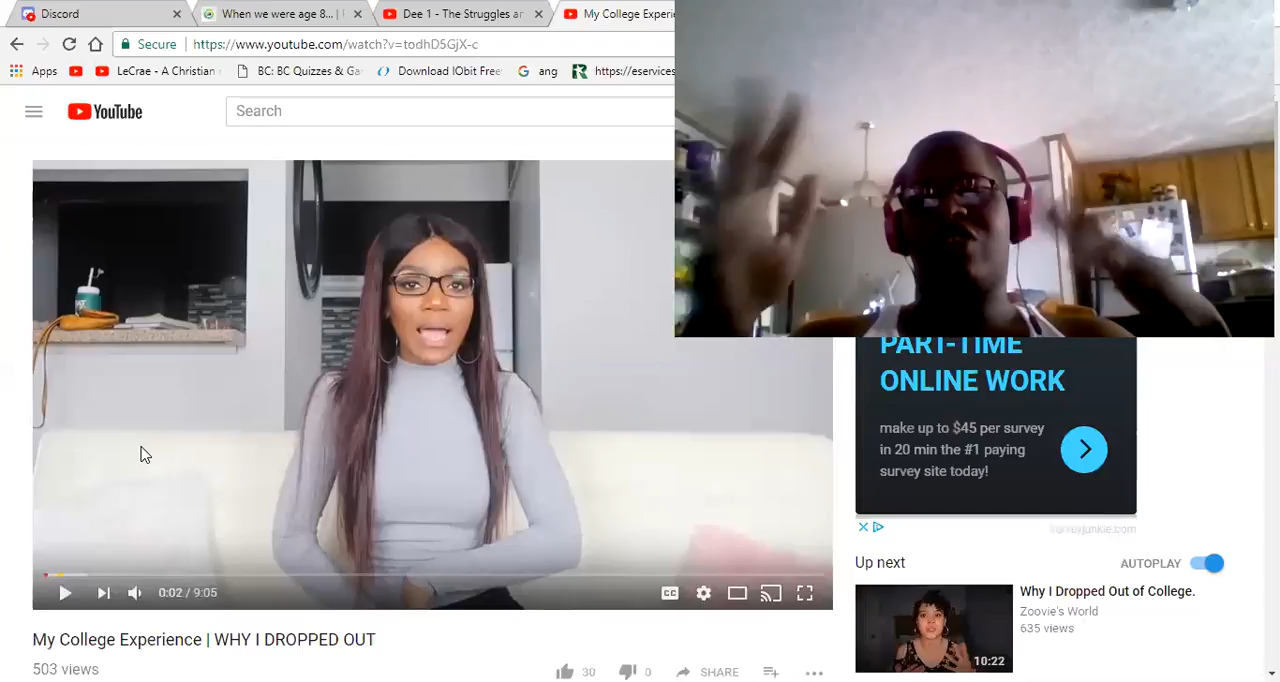 Discord
When we were age 8... |
Dee 1 - The Struggles ar
My College Experi
Secure
https://www.youtube.com/watch?v=todhD5GjX-c
Apps
LeCrae - A Christian
BC: BC Quizzes & Ga
Download IObit Free
ang
https://eservices
YouTube
Search
PART-TIME
ONLINE WORK
make up to $45 per survey
in 20 min the #1 paying
survey site today!
Up next
AUTOPLAY
Why I Dropped Out of College.
Zoovie's World
635 views
10:22
0:02 / 9:05
CC
My College Experience | WHY I DROPPED OUT
503 views
30
0
SHARE